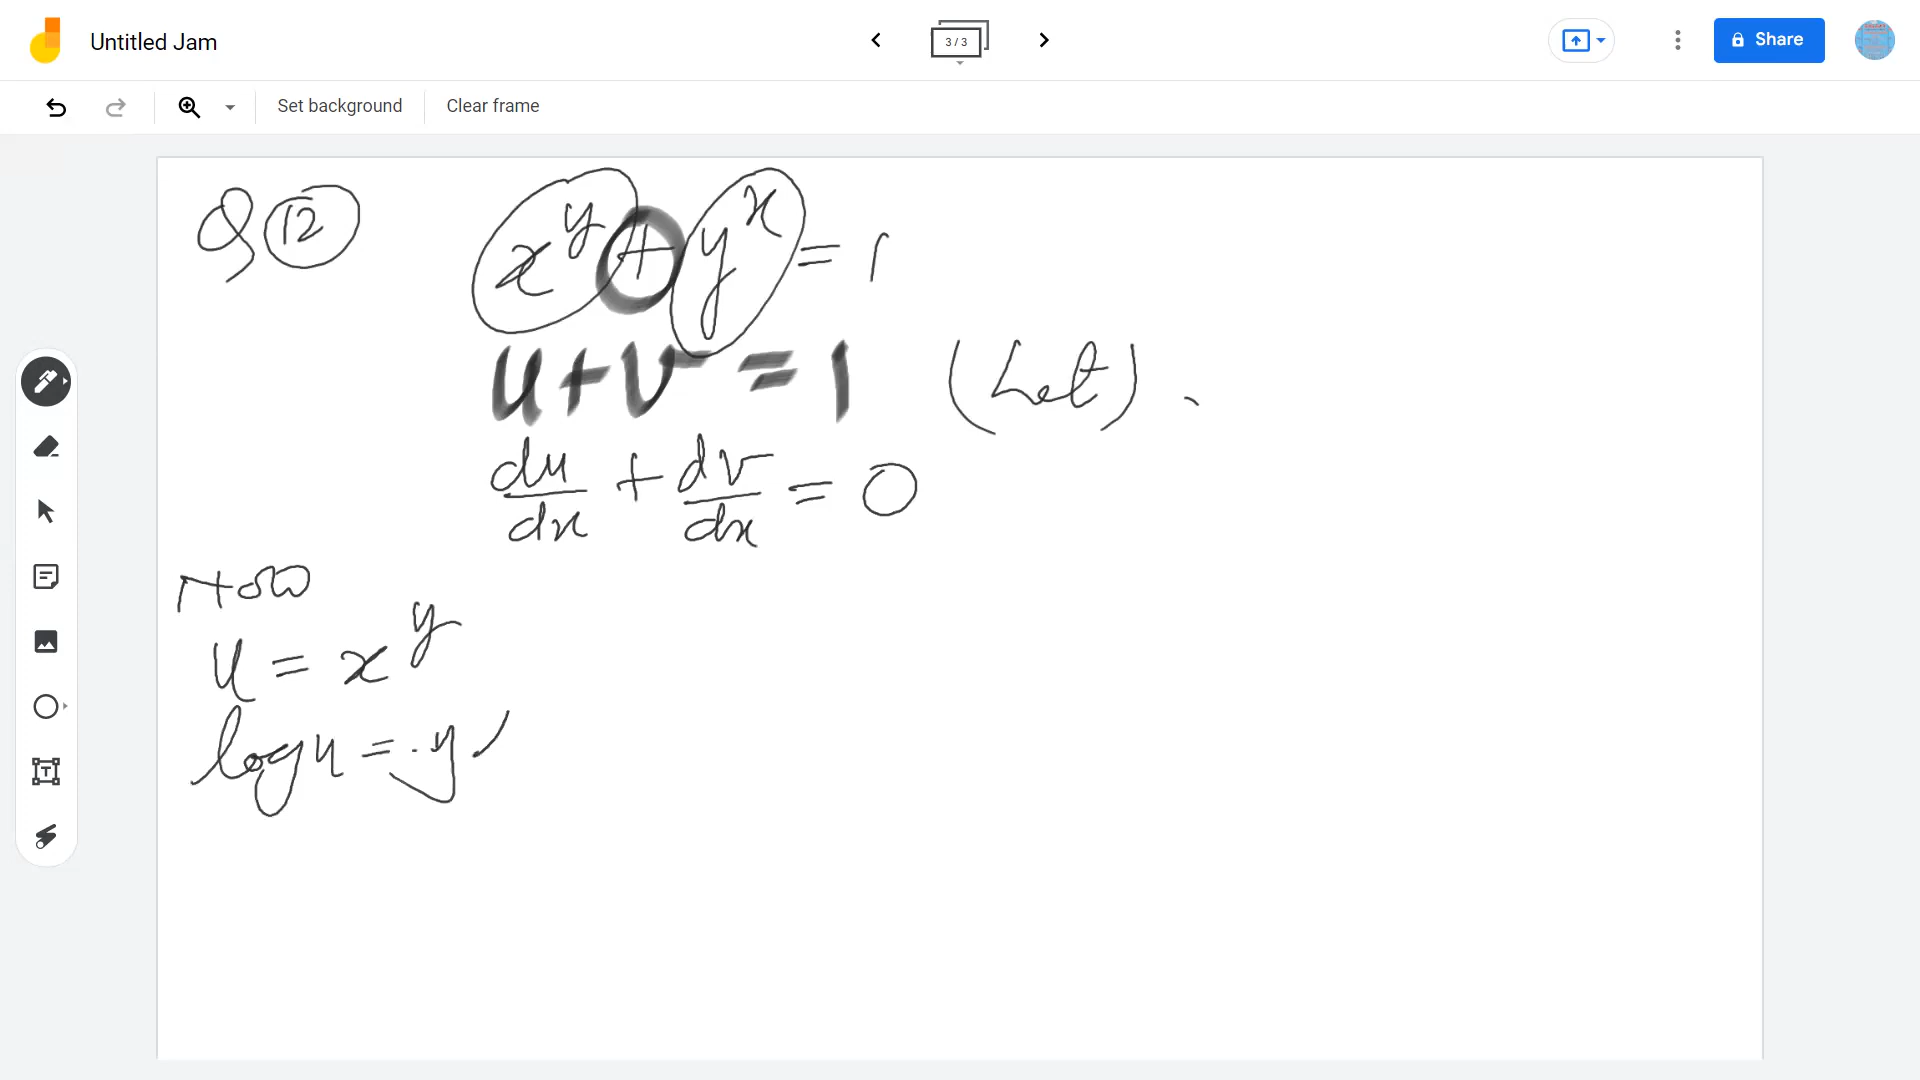 Untitled Jam
3 / 3
Share
Set background
Clear frame
Q 12 x^y + y^x = 1
u + v = 1 (Let).
du/dx + dv/dx = 0
Now
u = x^y
log u = y